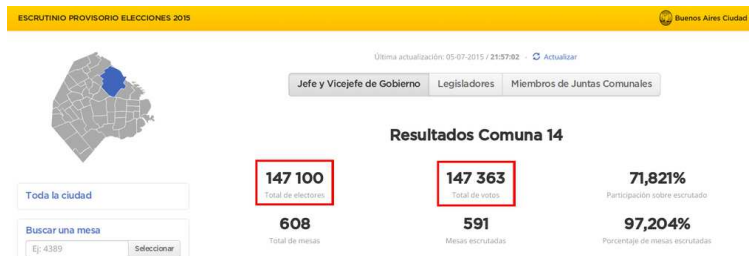 ESCRUTINIO PROVISORIO ELECCIONES 2015
Buenos Aires Ciudad
Última actualización: 05-07-2015 / 21:57:02 - Actualizar
Jefe y Vicejefe de Gobierno Legisladores Miembros de Juntas Comunales
Resultados Comuna 14
147 100 147 363 71,821%
Total de electores Total de votos Participación sobre escrutado
Toda la ciudad
608 591 97,204%
Total de mesas Mesas escrutadas Porcentaje de mesas escrutadas
Buscar una mesa
Ej: 4389 Seleccionar